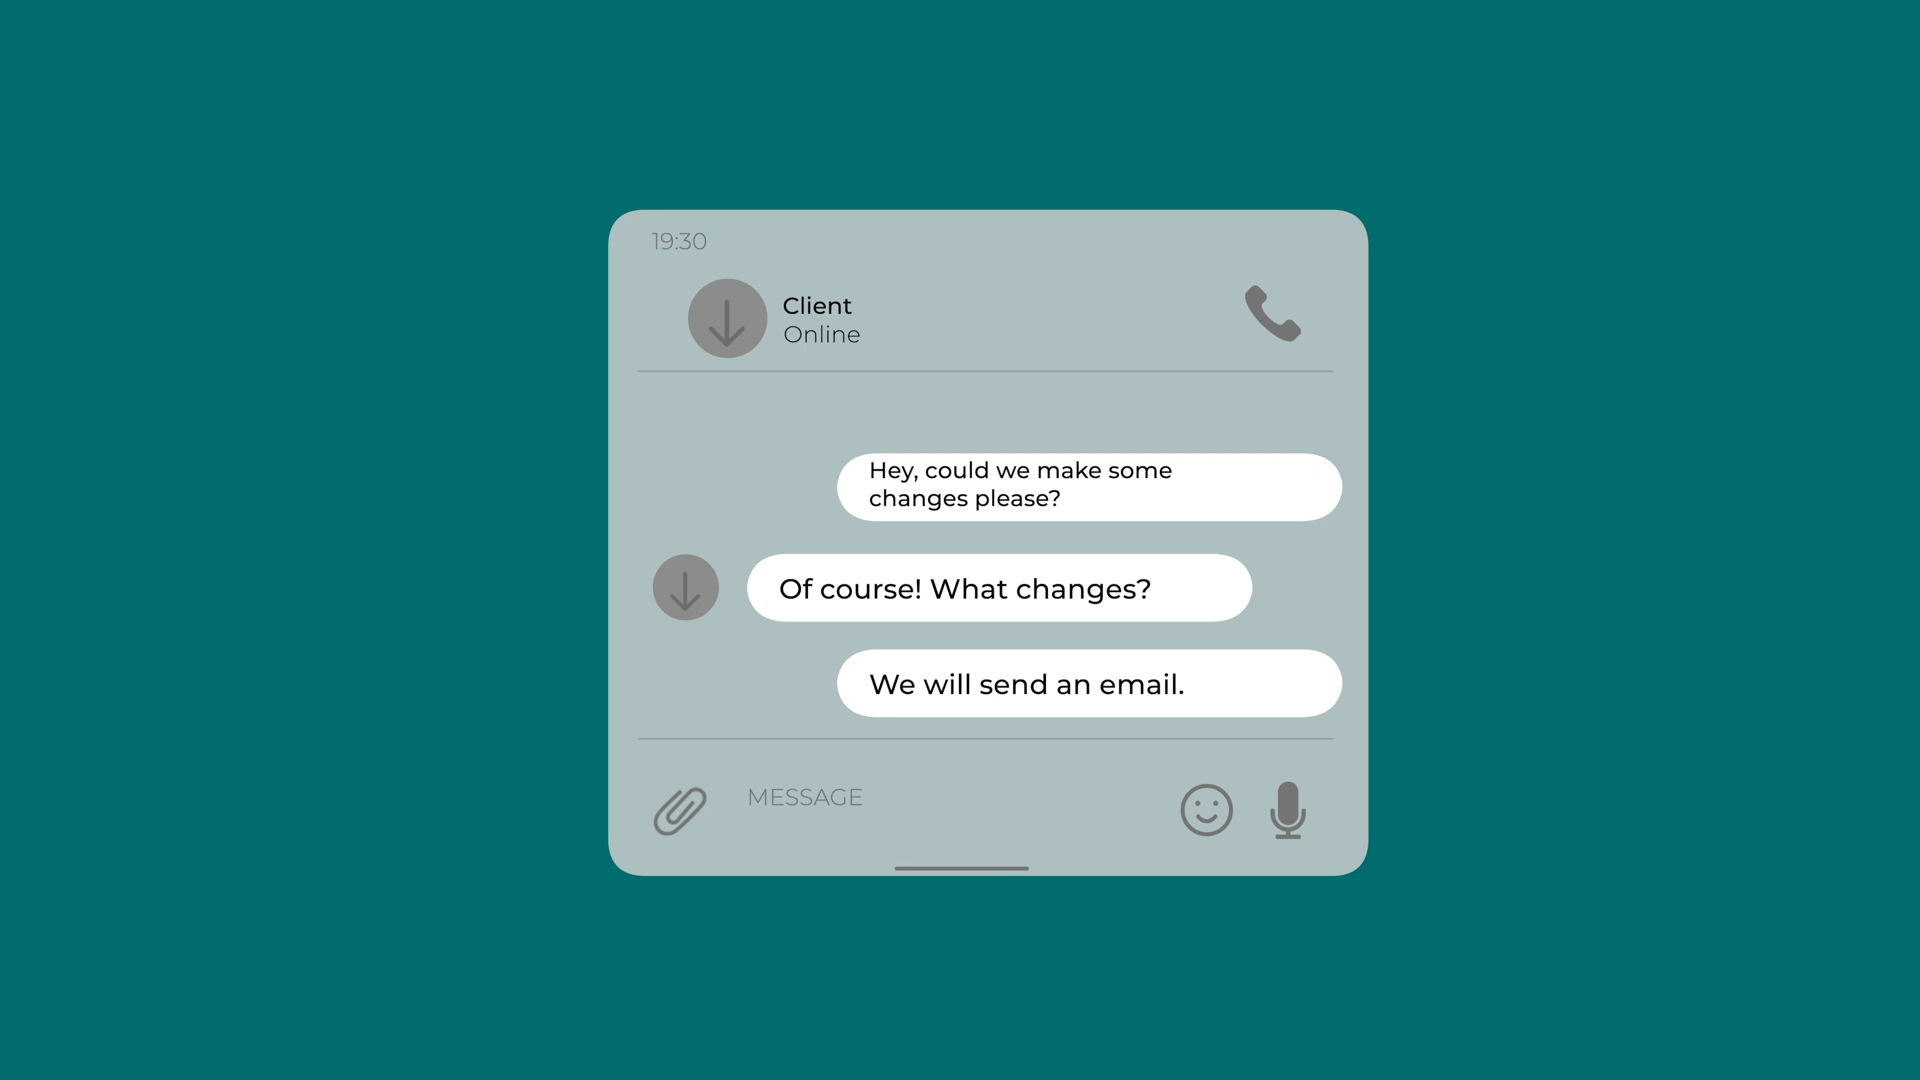 19:30
Client
Online
Hey, could we make some
changes please?
Of course! What changes?
We will send an email.
MESSAGE